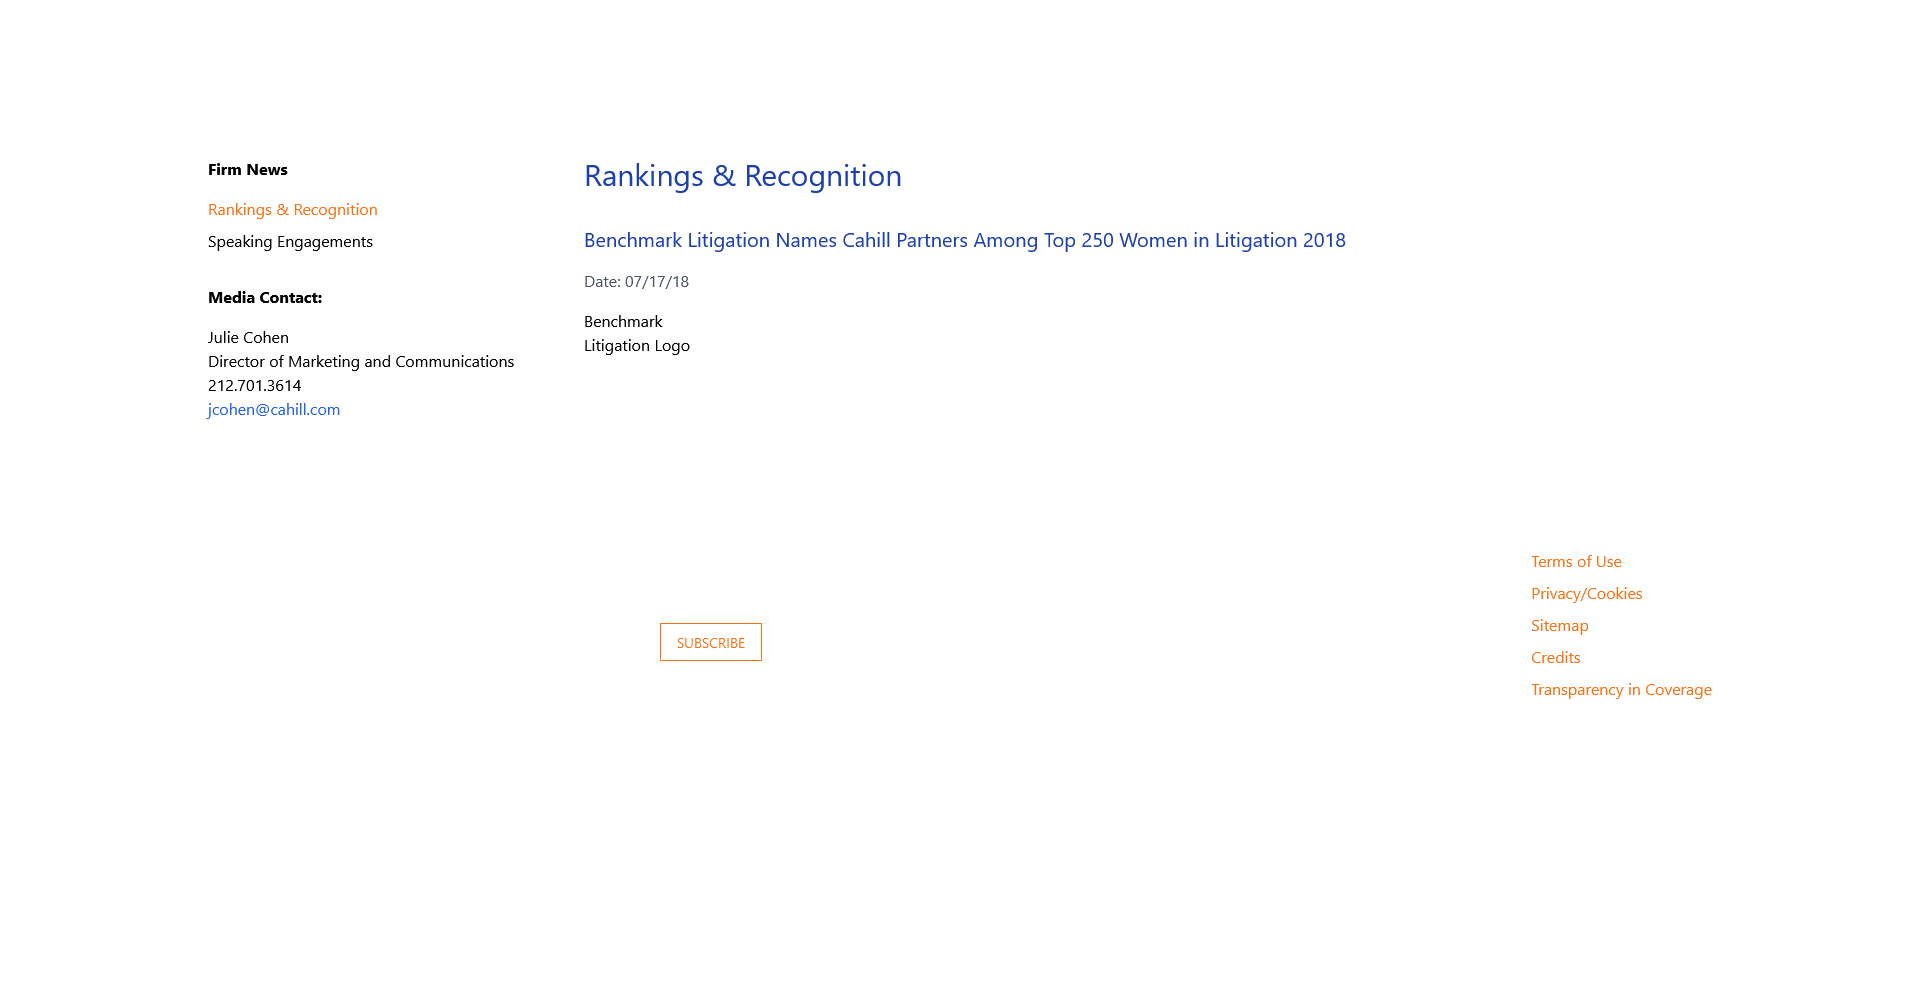 Firm News
Rankings & Recognition
Speaking Engagements
Media Contact:
Julie Cohen
Director of Marketing and Communications
212.701.3614
jcohen@cahill.com
Rankings & Recognition
Benchmark Litigation Names Cahill Partners Among Top 250 Women in Litigation 2018
Date: 07/17/18
Benchmark
Litigation Logo
SUBSCRIBE
Terms of Use
Privacy/Cookies
Sitemap
Credits
Transparency in Coverage